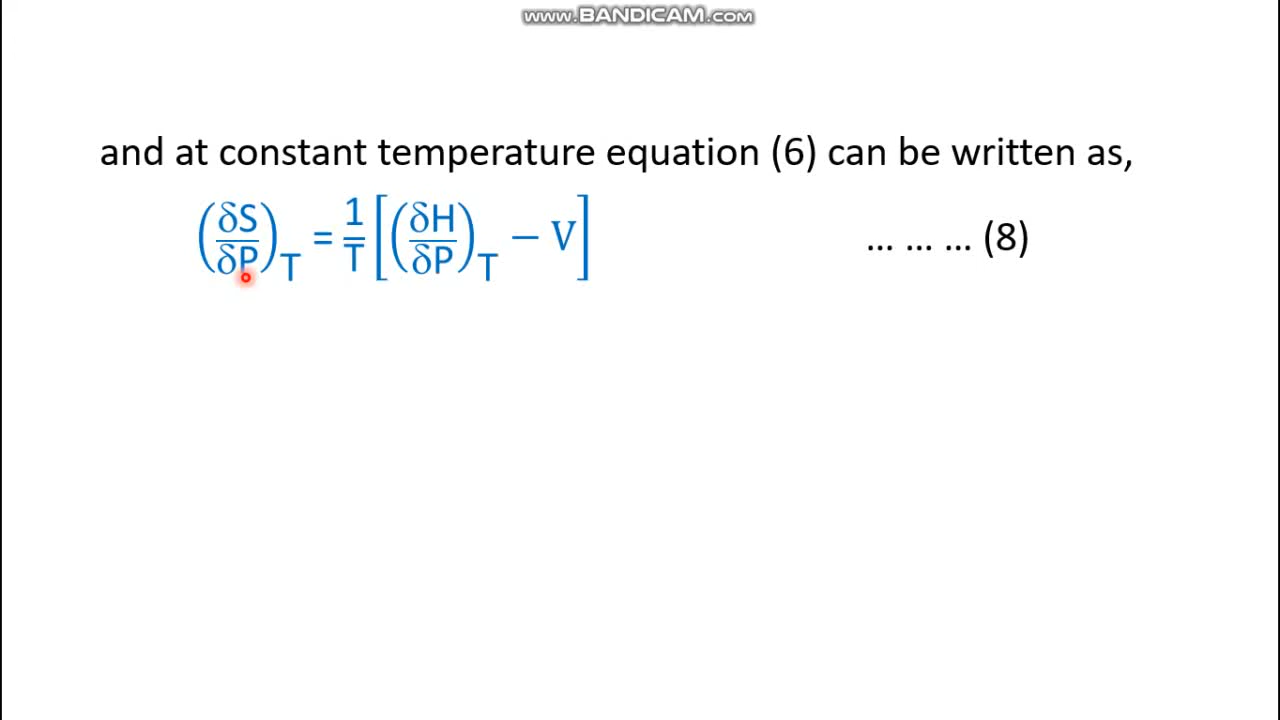 www.BANDICAM.com
and at constant temperature equation (6) can be written as,
(δS/δP)T = 1/T [(δH/δP)T − V] ... ... ... (8)